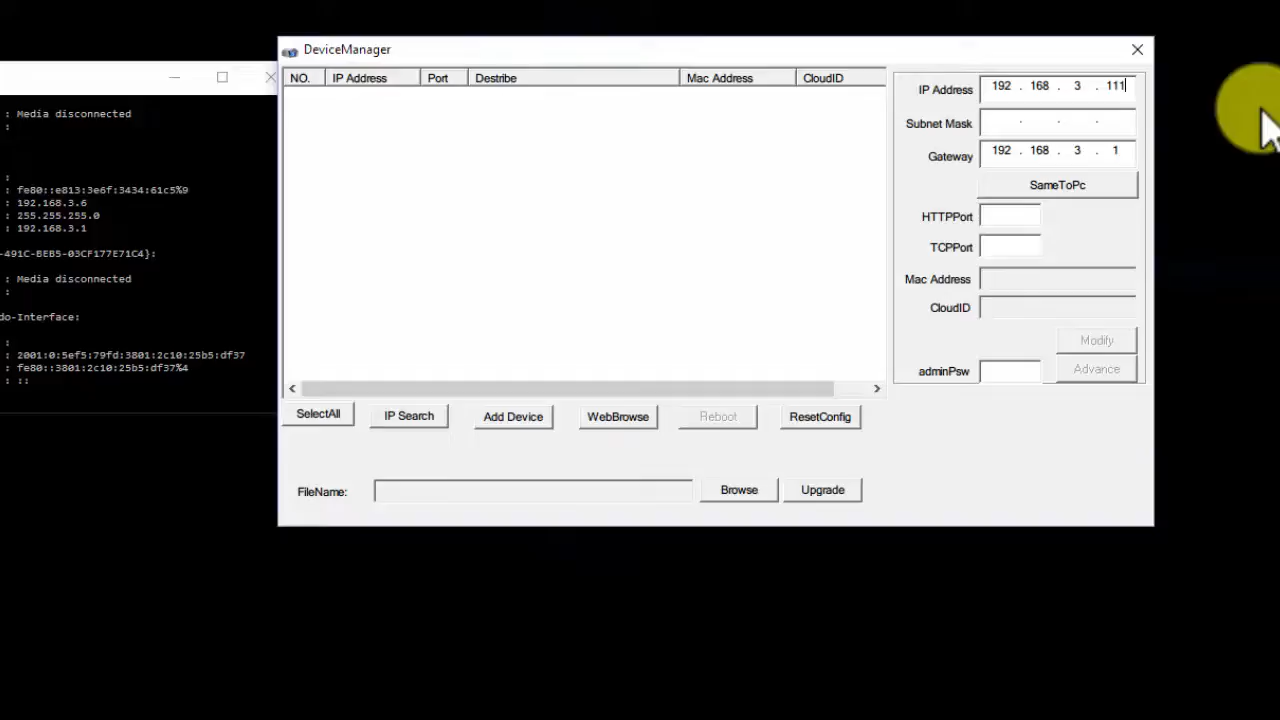 DeviceManager
: Media disconnected
:
:
: fe80::e813:3e6f:3434:61c5%9
: 192.168.3.6
: 255.255.255.0
: 192.168.3.1
-491C-BEB5-03CF177E71C4}:
: Media disconnected
:
do-Interface:
:
: 2001:0:5ef5:79fd:3801:2c10:25b5:df37
: fe80::3801:2c10:25b5:df37%4
: ::
NO. IP Address Port Destribe Mac Address CloudID
IP Address 192 . 168 . 3 . 111
Subnet Mask . . .
Gateway 192 . 168 . 3 . 1
SameToPc
HTTPPort
TCPPort
Mac Address
CloudID
Modify
adminPsw Advance
SelectAll IP Search Add Device WebBrowse Reboot ResetConfig
FileName: Browse Upgrade